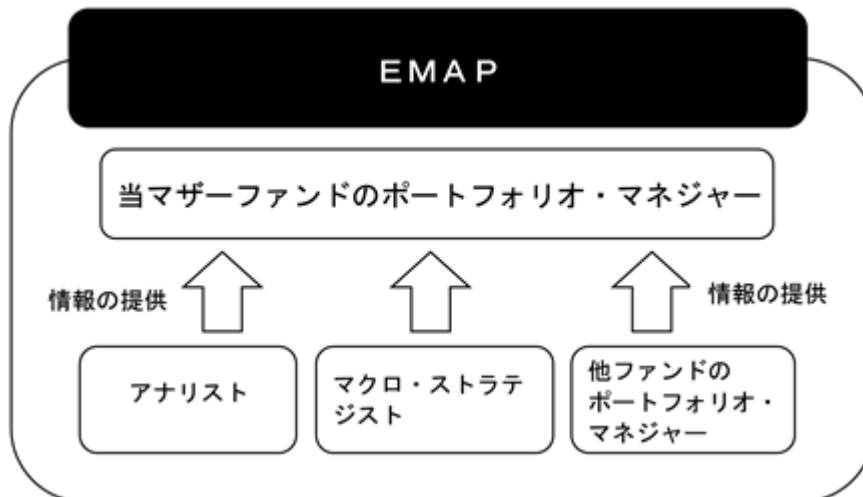 ＥＭＡＰ
当マザーファンドのポートフォリオ・マネジャー
情報の提供
情報の提供
アナリスト
マクロ・ストラテ
ジスト
他ファンドの
ポートフォリオ・
マネジャー